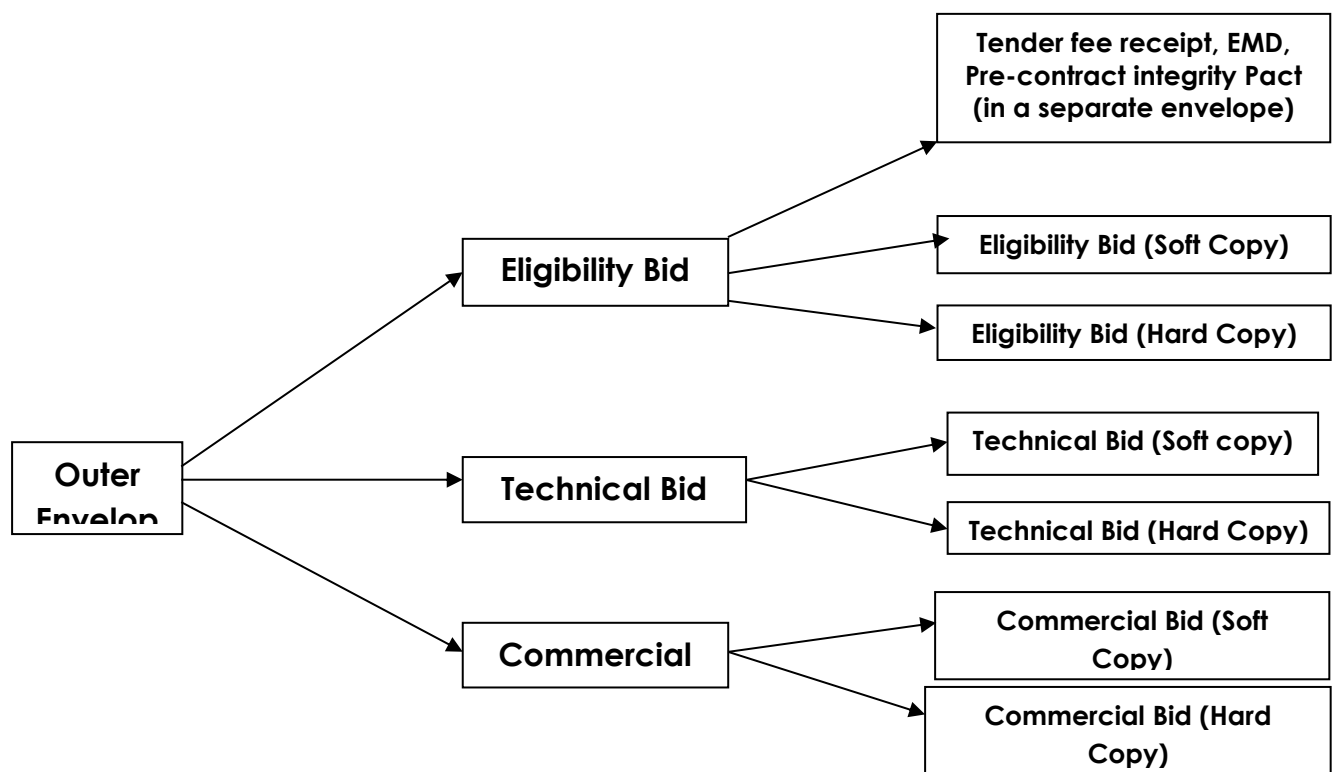 Tender fee receipt, EMD,
Pre-contract integrity Pact
(in a separate envelope)
Eligibility Bid (Soft Copy)
Eligibility Bid
Eligibility Bid (Hard Copy)
Technical Bid (Soft copy)
Outer
Envelop
Technical Bid
Technical Bid (Hard Copy)
Commercial Bid (Soft
Copy)
Commercial
Commercial Bid (Hard
Copy)